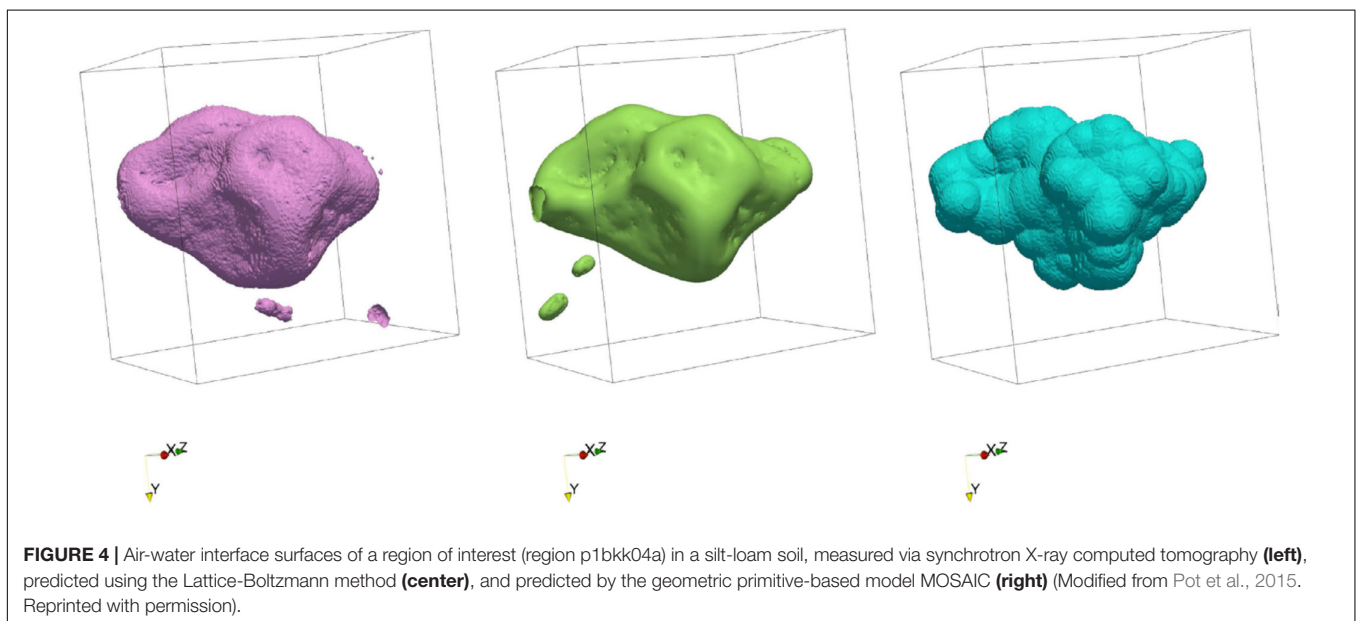 X Z
Y
X Z
Y
X Z
Y
FIGURE 4 | Air-water interface surfaces of a region of interest (region p1bkk04a) in a silt-loam soil, measured via synchrotron X-ray computed tomography (left),
predicted using the Lattice-Boltzmann method (center), and predicted by the geometric primitive-based model MOSAIC (right) (Modified from Pot et al., 2015.
Reprinted with permission).